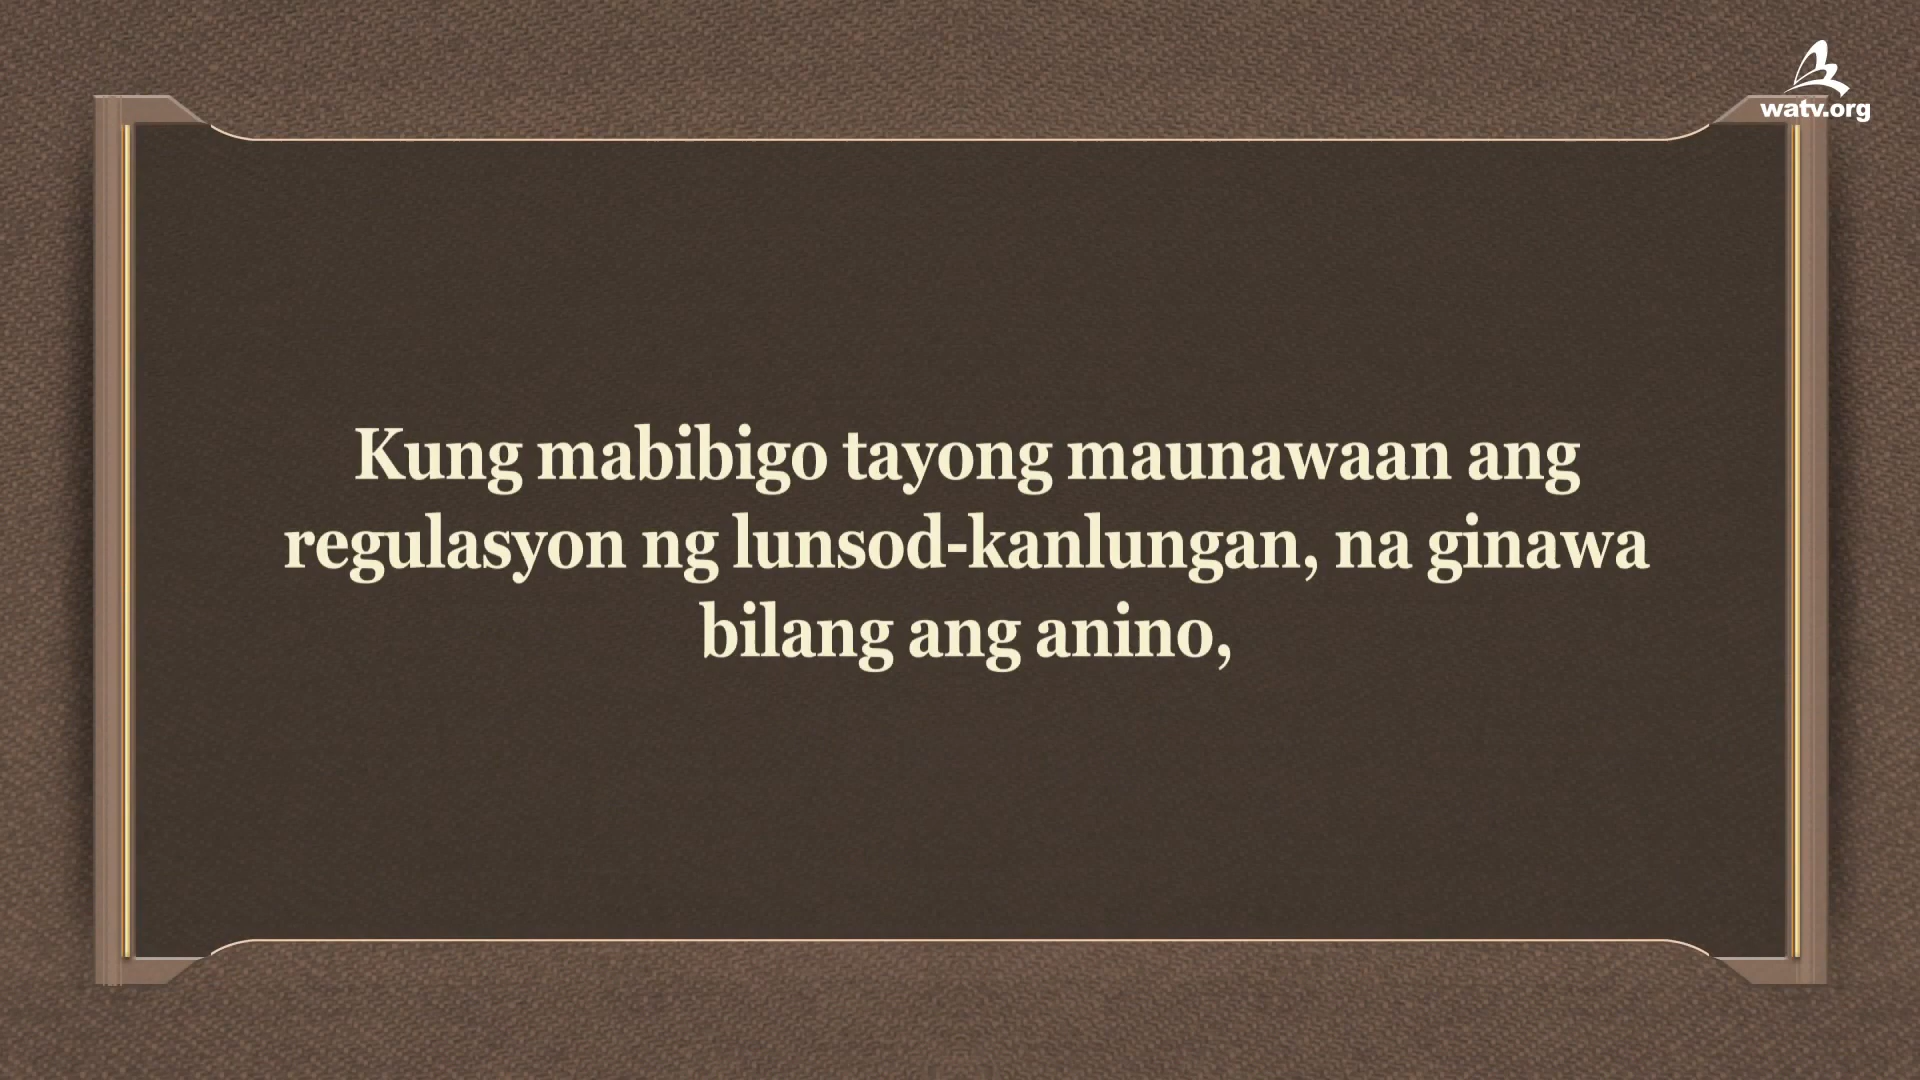 watv.org
Kung mabibigo tayong maunawaan ang
regulasyon ng lunsod-kanlungan, na ginawa
bilang ang anino,